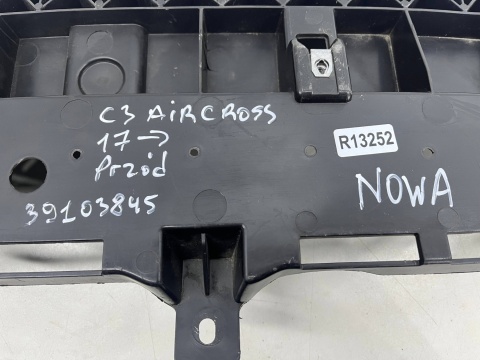 C3 AiRCROSS
17 →
Przód
39103845
R13252
NOWA